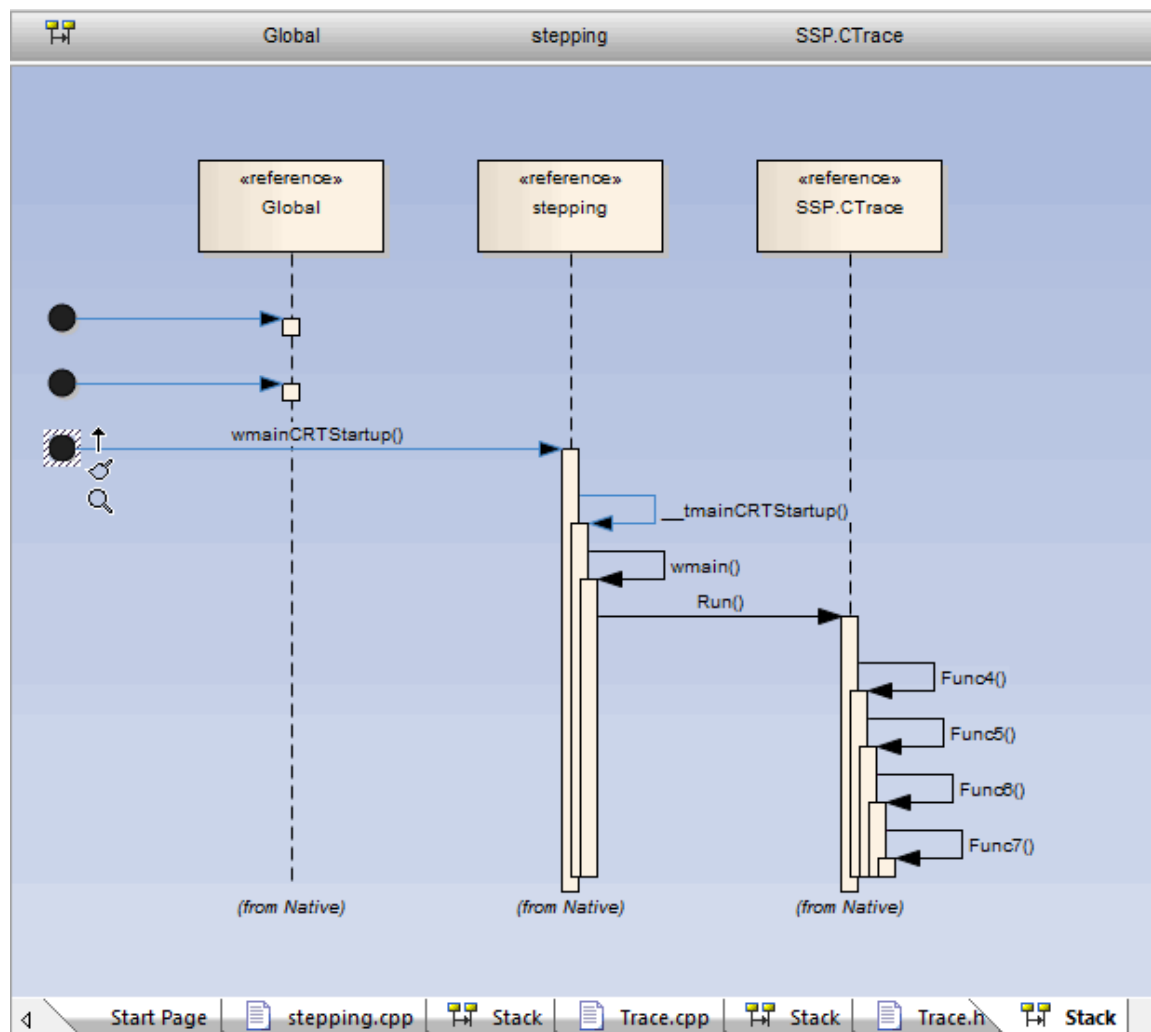 Global stepping SSP.CTrace
«reference» «reference» «reference»
Global stepping SSP.CTrace
wmainCRTStartup()
__tmainCRTStartup()
wmain()
Run()
Func4()
Func5()
Func6()
Func7()
(from Native) (from Native) (from Native)
Start Page stepping.cpp Stack Trace.cpp Stack Trace.h Stack